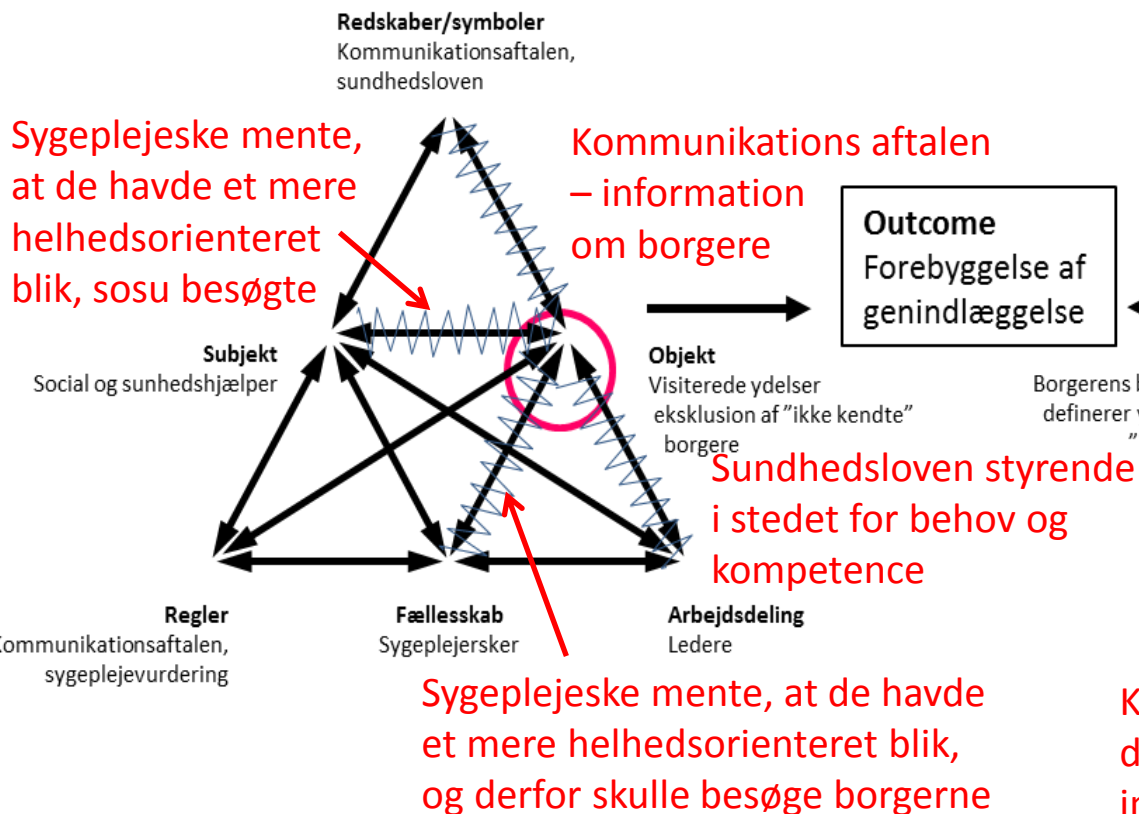 Redskaber/symboler
Kommunikationsaftalen,
sundhedsloven
Sygeplejeske mente,
at de havde et mere
helhedsorienteret
blik, sosu besøgte
Kommunikations aftalen
– information
om borgere
Outcome
Forebyggelse af
genindlæggelse
Subjekt
Social og sunhedshjælper
Objekt
Visiterede ydelser
eksklusion af ”ikke kendte”
borgere
Borgerens
definerer
”
Sundhedsloven styrende
i stedet for behov og
kompetence
Regler
Kommunikationsaftalen,
sygeplejevurdering
Fællesskab
Sygeplejersker
Arbejdsdeling
Ledere
Sygeplejeske mente, at de havde
et mere helhedsorienteret blik,
og derfor skulle besøge borgerne